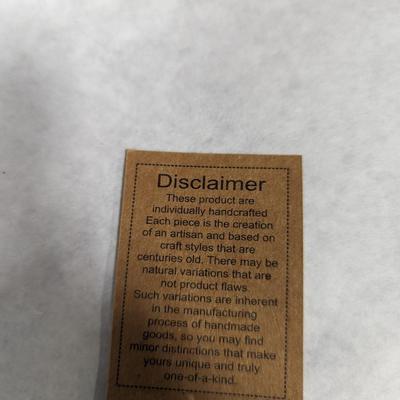 Disclaimer
These product are
individually handcrafted
Each piece is the creation
of an artisan and based on
craft styles that are
centuries old. There may be
natural variations that are
not product flaws.
Such variations are inherent
in the manufacturing
process of handmade
goods, so you may find
minor distinctions that make
yours unique and truly
one-of-a-kind.